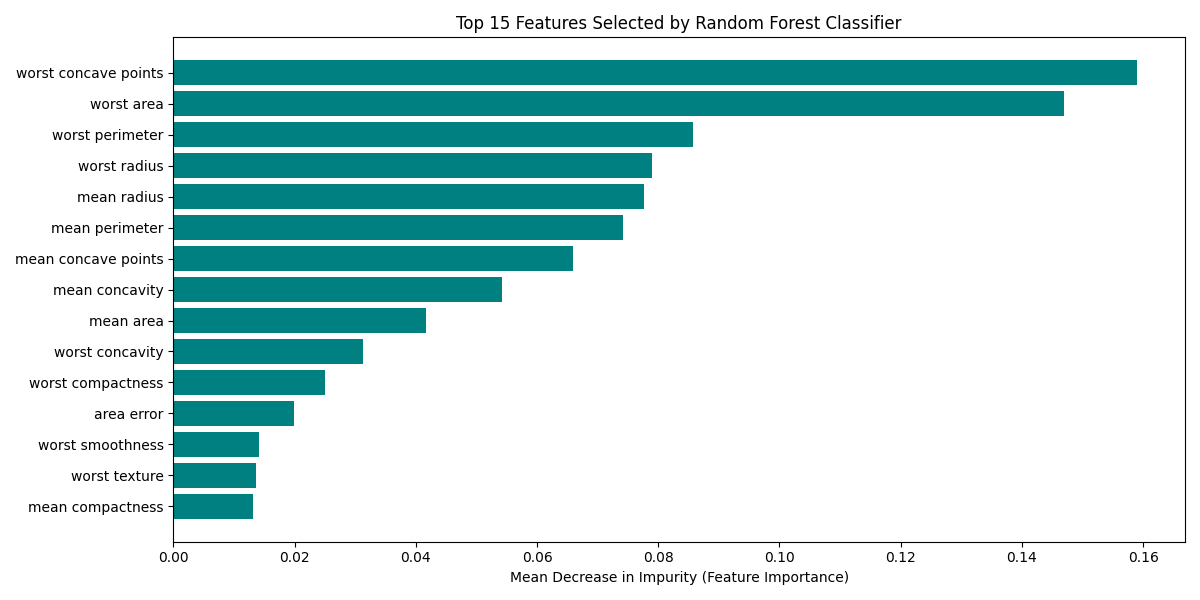 Top 15 Features Selected by Random Forest Classifier
worst concave points
worst area
worst perimeter
worst radius
mean radius
mean perimeter
mean concave points
mean concavity
mean area
worst concavity
worst compactness
area error
worst smoothness
worst texture
mean compactness
0.00 0.02 0.04 0.06 0.08 0.10 0.12 0.14 0.16
Mean Decrease in Impurity (Feature Importance)